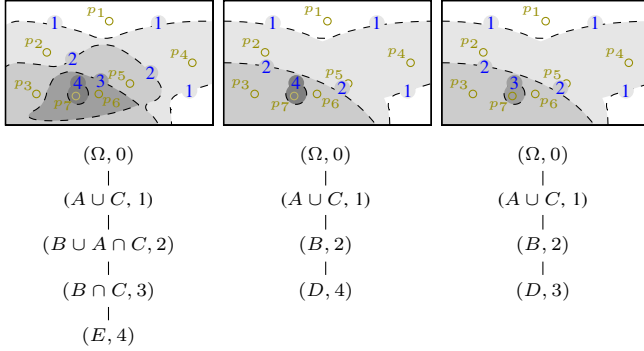 1 p₁ 1
p₂ p₄
2 2
p₃ 4 3 p₅ 1
p₇ p₆
1 p₁ 1
p₂ p₄
2
p₃ 4 p₅ 1
p₇ p₆ 2
1 p₁ 1
p₂ p₄
2
p₃ 3 p₅ 1
p₇ p₆ 2
(Ω, 0)
(A ∪ C, 1)
(B ∪ A ∩ C, 2)
(B ∩ C, 3)
(E, 4)
(Ω, 0)
(A ∪ C, 1)
(B, 2)
(D, 4)
(Ω, 0)
(A ∪ C, 1)
(B, 2)
(D, 3)